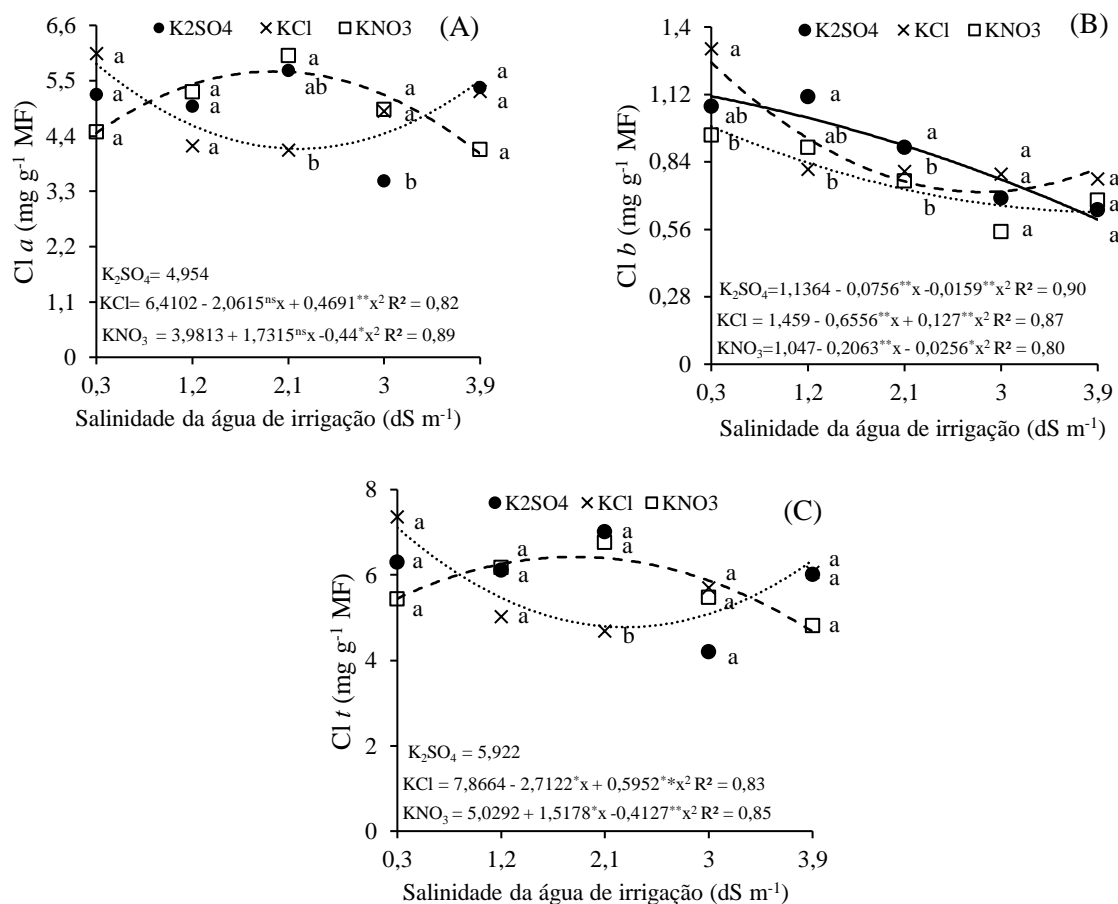 K2SO4 KCl KNO3 (A)
6,6
5,5
4,4
3,3
2,2
1,1
0
Cl a (mg g-1 MF)
a a a a a
a a ab a a
a a b b a
K₂SO₄= 4,954
KCl= 6,4102 - 2,0615nsx + 0,4691**x² R² = 0,82
KNO₃ = 3,9813 + 1,7315nsx -0,44*x² R² = 0,89
0,3 1,2 2,1 3 3,9
Salinidade da água de irrigação (dS m-1)
K2SO4 KCl KNO3 (B)
1,4
1,12
0,84
0,56
0,28
0
Cl b (mg g-1 MF)
a a a a a
ab ab b a a
b b b a a
K₂SO₄=1,1364 - 0,0756**x -0,0159**x² R² = 0,90
KCl = 1,459 - 0,6556**x + 0,127**x² R² = 0,87
KNO₃=1,047- 0,2063**x - 0,0256*x² R² = 0,80
0,3 1,2 2,1 3 3,9
Salinidade da água de irrigação (dS m-1)
K2SO4 KCl KNO3 (C)
8
6
4
2
0
Cl t (mg g-1 MF)
a a a a a
a a a a a
a a b a a
K₂SO₄ = 5,922
KCl = 7,8664 - 2,7122*x + 0,5952**x² R² = 0,83
KNO₃ = 5,0292 + 1,5178*x -0,4127**x² R² = 0,85
0,3 1,2 2,1 3 3,9
Salinidade da água de irrigação (dS m-1)